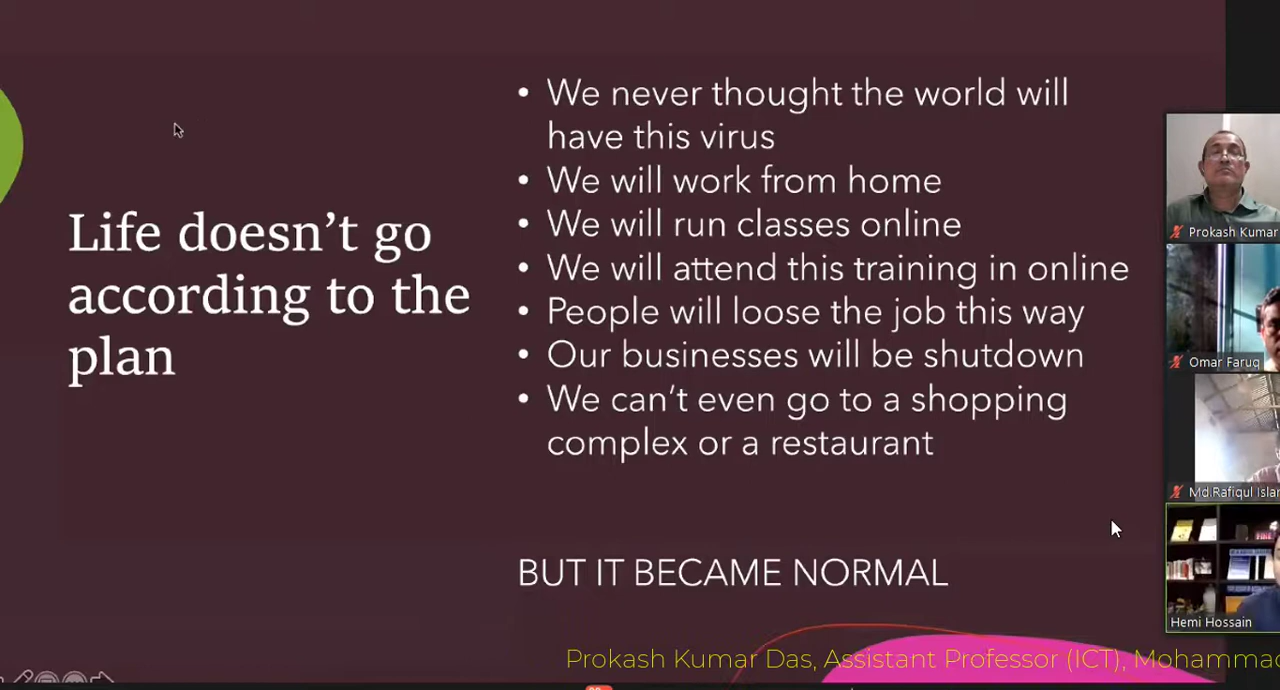 Life doesn’t go
according to the
plan
• We never thought the world will
have this virus
• We will work from home
• We will run classes online
• We will attend this training in online
• People will loose the job this way
• Our businesses will be shutdown
• We can’t even go to a shopping
complex or a restaurant
BUT IT BECAME NORMAL
Prokash Kumar
Omar Faruq
Md.Rafiqul Islam
Hemi Hossain
Prokash Kumar Das, Assistant Professor (ICT), Mohammad